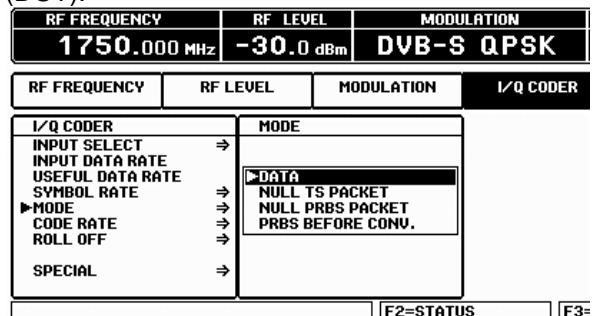 (DUT).
RF FREQUENCY RF LEVEL MODULATION
1750.000 MHz -30.0 dBm DVB-S QPSK
RF FREQUENCY RF LEVEL MODULATION I/Q CODER
I/Q CODER MODE
INPUT SELECT ⇒
INPUT DATA RATE
USEFUL DATA RATE ▶DATA
SYMBOL RATE ⇒ NULL TS PACKET
▶MODE ⇒ NULL PRBS PACKET
CODE RATE ⇒ PRBS BEFORE CONV.
ROLL OFF ⇒
SPECIAL ⇒
F2=STATUS F3=